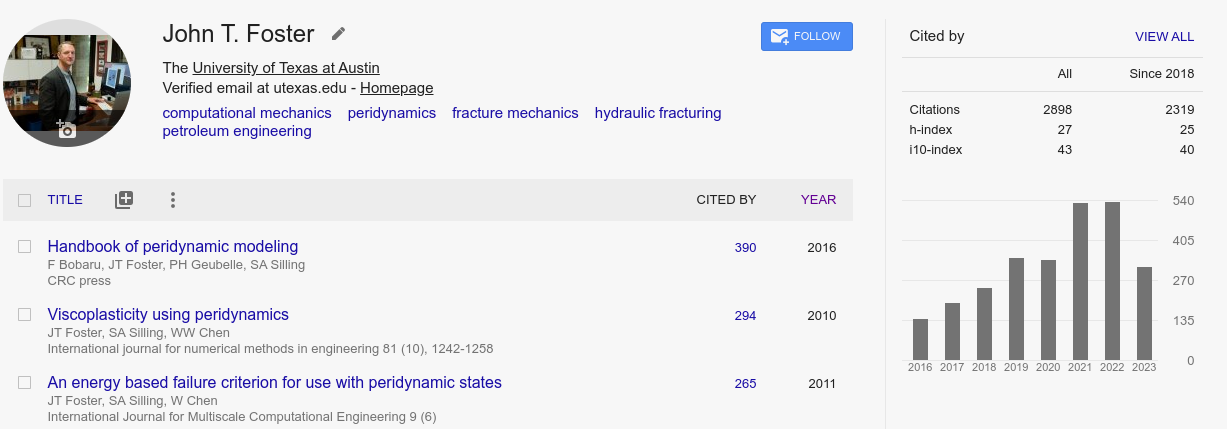 John T. Foster
FOLLOW
The University of Texas at Austin
Verified email at utexas.edu - Homepage
computational mechanics peridynamics fracture mechanics hydraulic fracturing
petroleum engineering
TITLE CITED BY YEAR
Handbook of peridynamic modeling 390 2016
F Bobaru, JT Foster, PH Geubelle, SA Silling
CRC press
Viscoplasticity using peridynamics 294 2010
JT Foster, SA Silling, WW Chen
International journal for numerical methods in engineering 81 (10), 1242-1258
An energy based failure criterion for use with peridynamic states 265 2011
JT Foster, SA Silling, W Chen
International Journal for Multiscale Computational Engineering 9 (6)
Cited by VIEW ALL
All Since 2018
Citations 2898 2319
h-index 27 25
i10-index 43 40
540
405
270
135
0
2016 2017 2018 2019 2020 2021 2022 2023